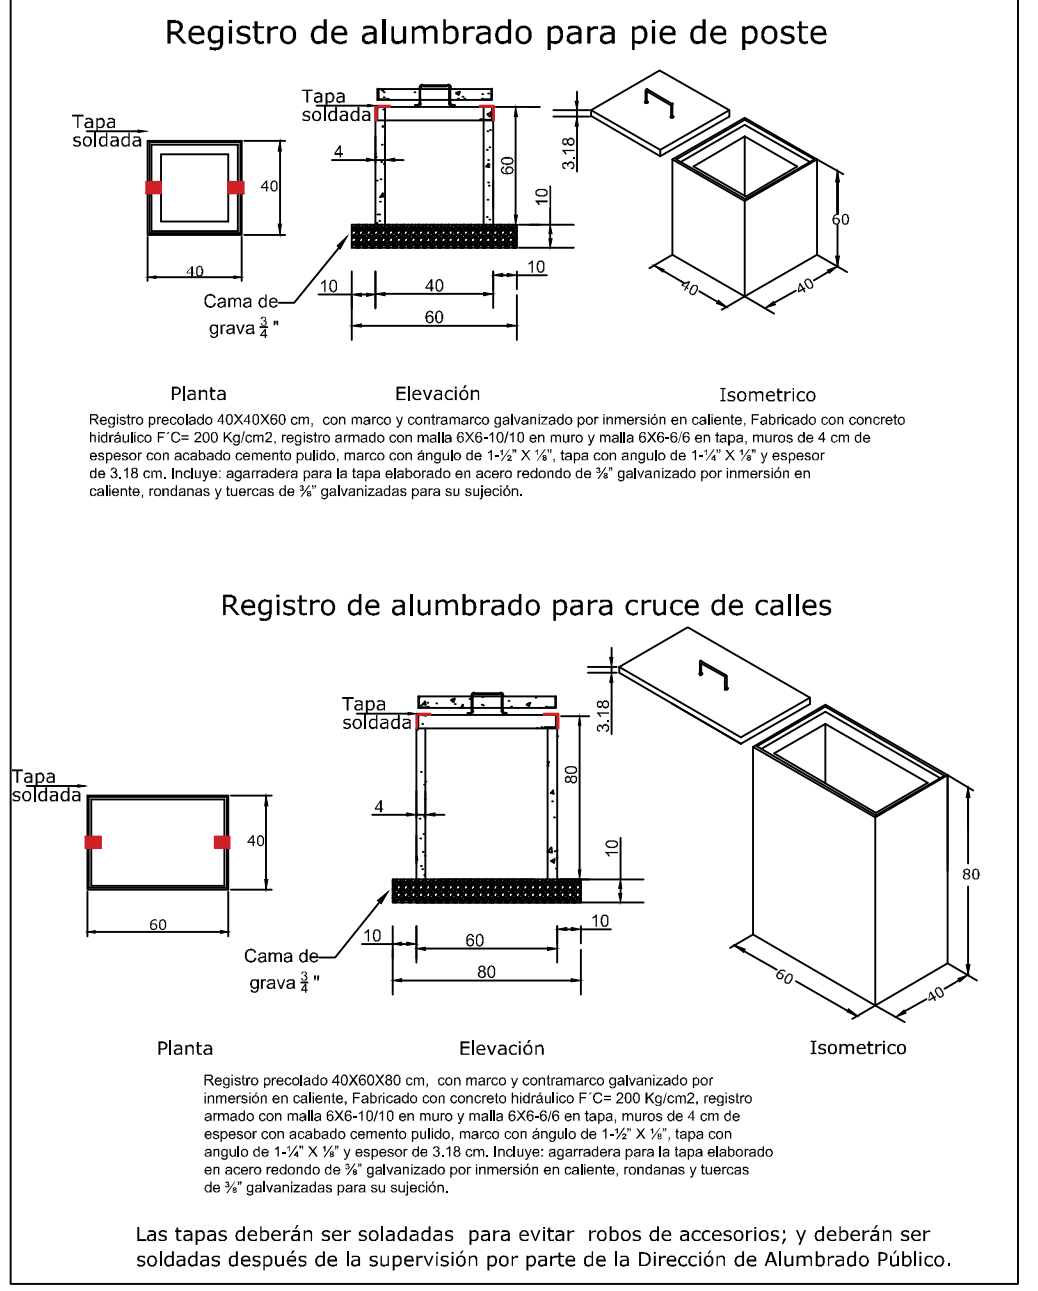 Registro de alumbrado para pie de poste
Tapa
soldada
40
40
Tapa
soldada
4
60
10
10
10
40
60
Cama de
grava ¾ "
3.18
60
40
40
Planta
Elevación
Isometrico
Registro precolado 40X40X60 cm, con marco y contramarco galvanizado por inmersión en caliente, Fabricado con concreto
hidráulico F´C= 200 Kg/cm2, registro armado con malla 6X6-10/10 en muro y malla 6X6-6/6 en tapa, muros de 4 cm de
espesor con acabado cemento pulido, marco con ángulo de 1-½” X ⅛”, tapa con angulo de 1-¼” X ⅛” y espesor
de 3.18 cm. Incluye: agarradera para la tapa elaborado en acero redondo de ⅜” galvanizado por inmersión en
caliente, rondanas y tuercas de ⅜” galvanizadas para su sujeción.
Registro de alumbrado para cruce de calles
Tapa
soldada
40
60
Tapa
soldada
4
80
10
10
10
60
80
Cama de
grava ¾ "
3.18
80
60
40
Planta
Elevación
Isometrico
Registro precolado 40X60X80 cm, con marco y contramarco galvanizado por
inmersión en caliente, Fabricado con concreto hidráulico F´C= 200 Kg/cm2, registro
armado con malla 6X6-10/10 en muro y malla 6X6-6/6 en tapa, muros de 4 cm de
espesor con acabado cemento pulido, marco con ángulo de 1-½” X ⅛”, tapa con
angulo de 1-¼” X ⅛” y espesor de 3.18 cm. Incluye: agarradera para la tapa elaborado
en acero redondo de ⅜” galvanizado por inmersión en caliente, rondanas y tuercas
de ⅜” galvanizadas para su sujeción.
Las tapas deberán ser soladadas para evitar robos de accesorios; y deberán ser
soldadas después de la supervisión por parte de la Dirección de Alumbrado Público.